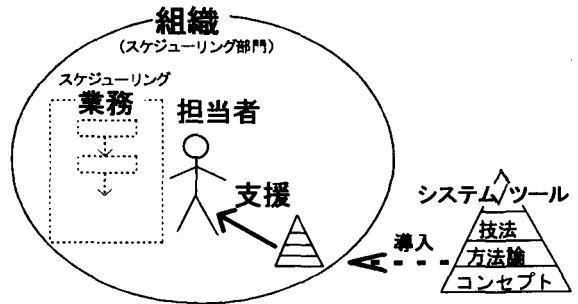 組織
(スケジューリング部門)
スケジューリング
業務
担当者
支援
導入
システム/ツール
技法
方法論
コンセプト